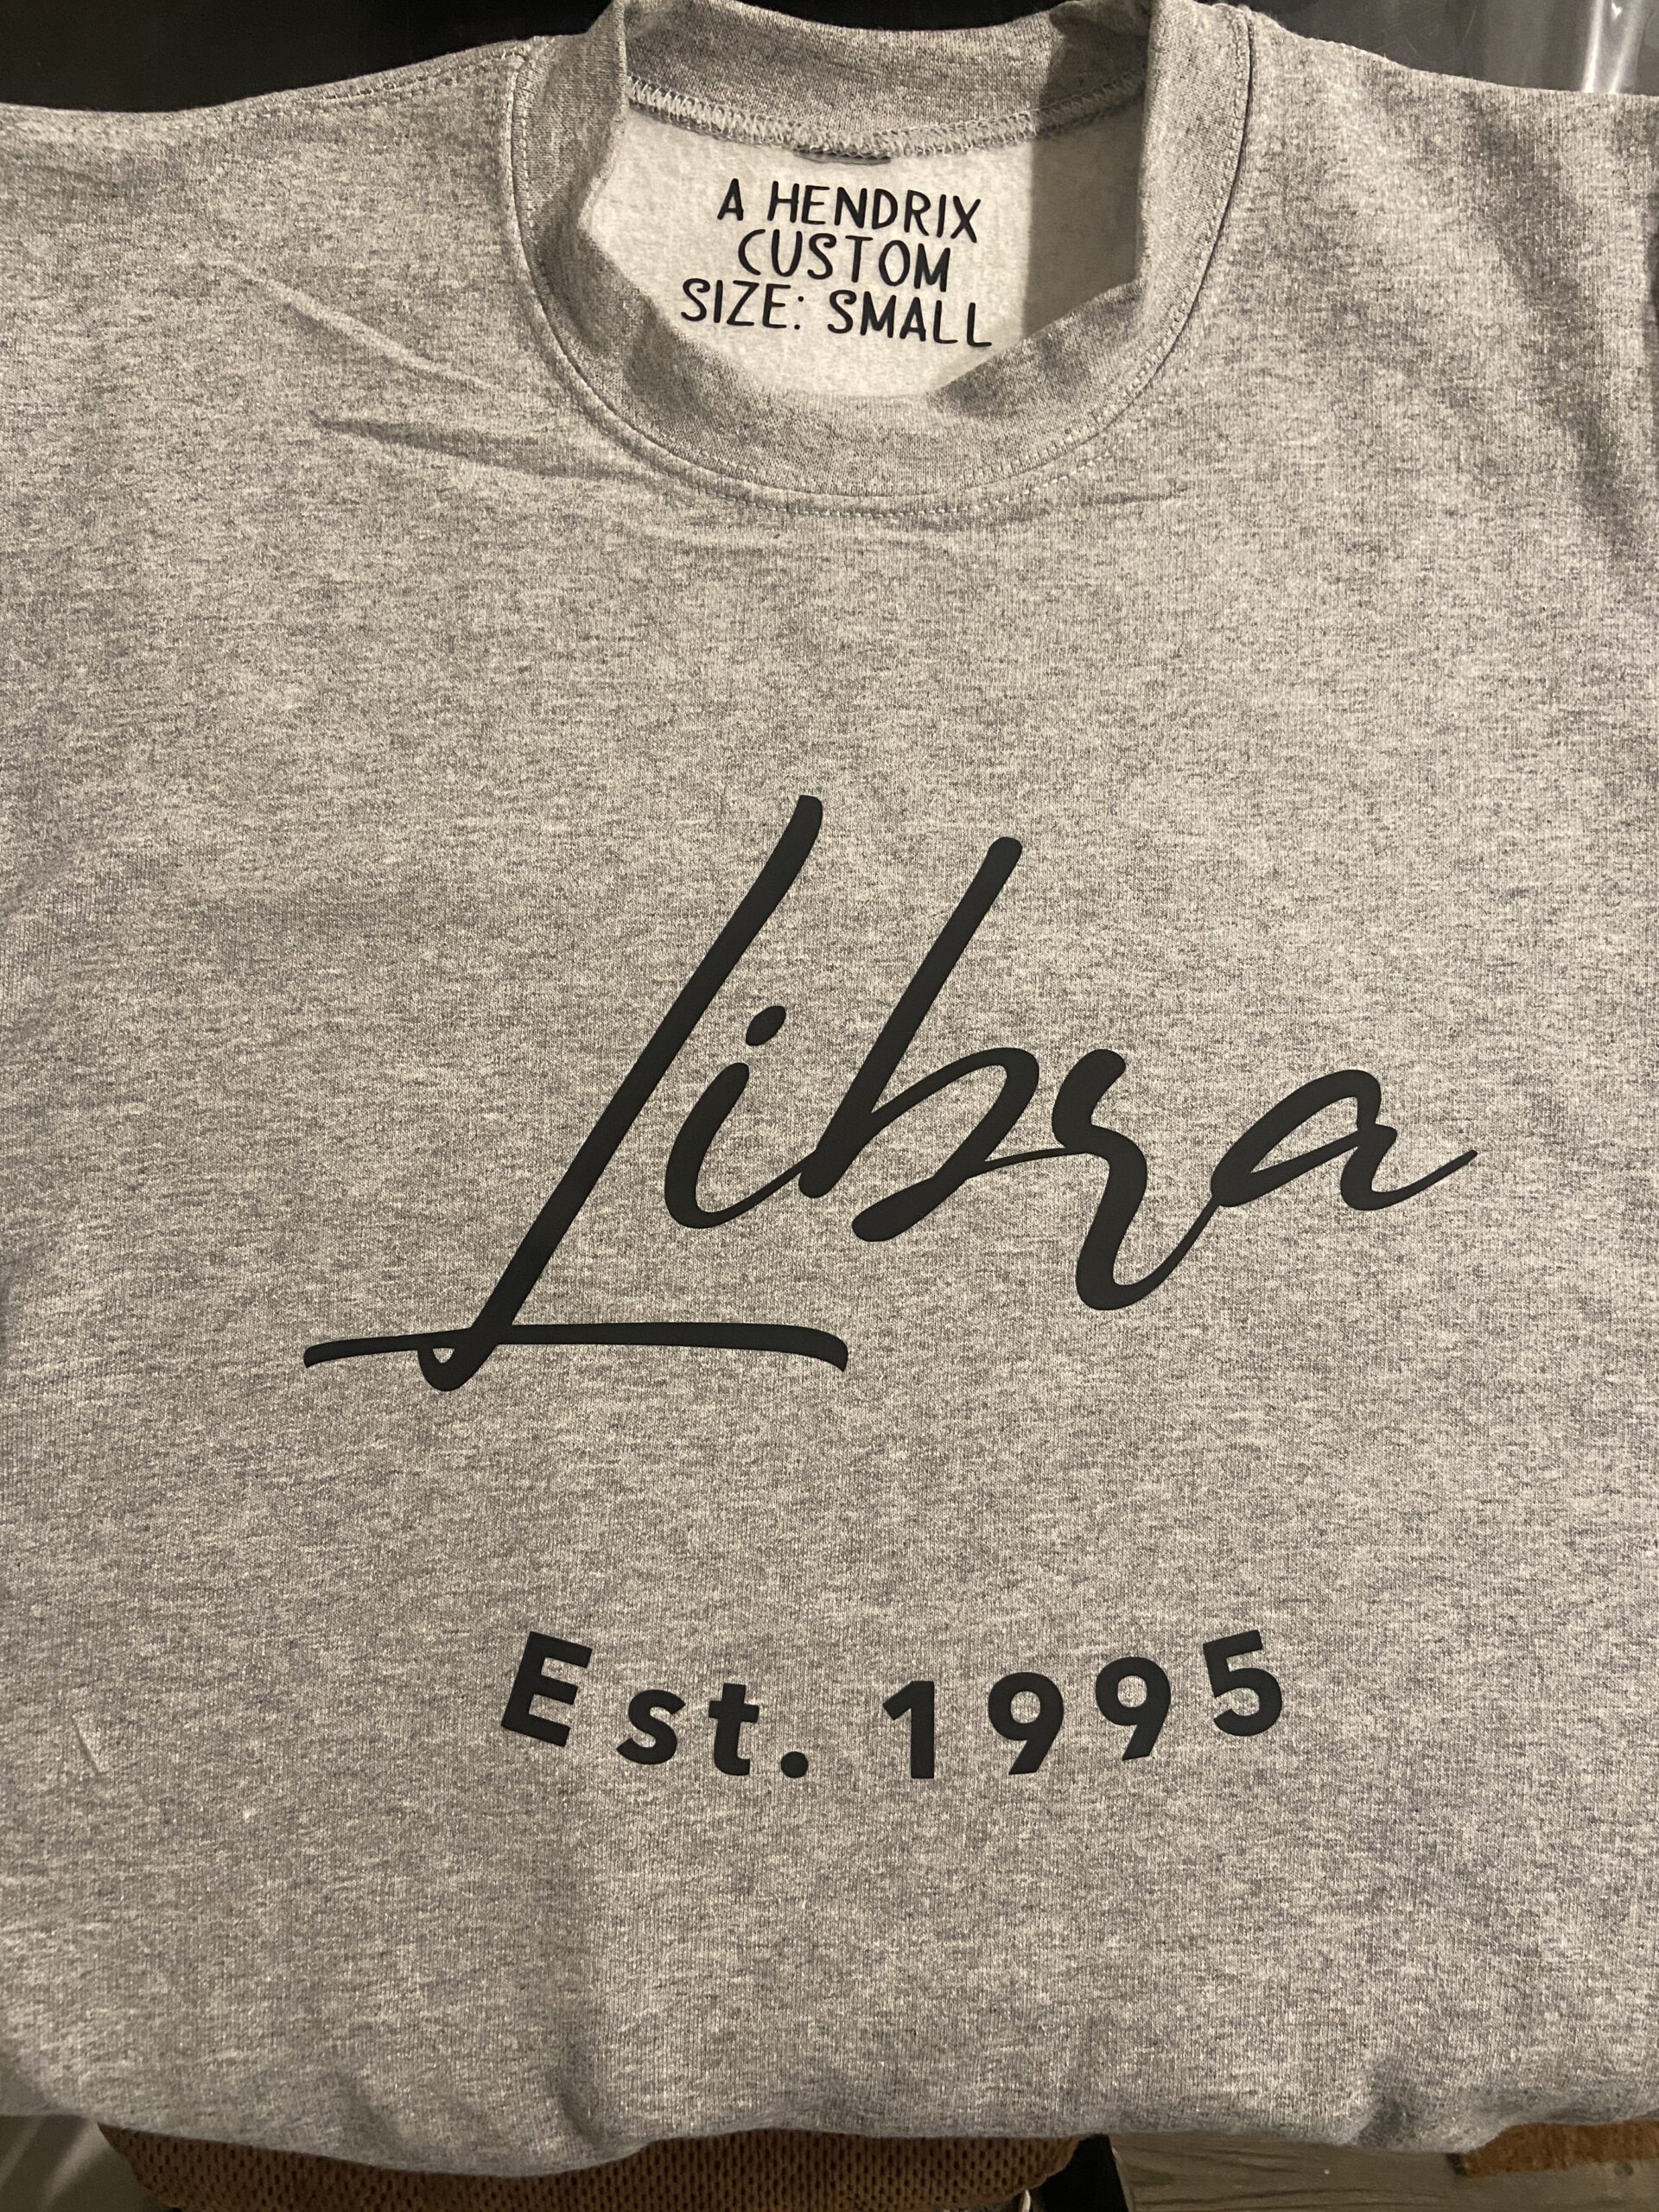 A HENDRIX
CUSTOM
SIZE: SMALL
Libra
Est. 1995